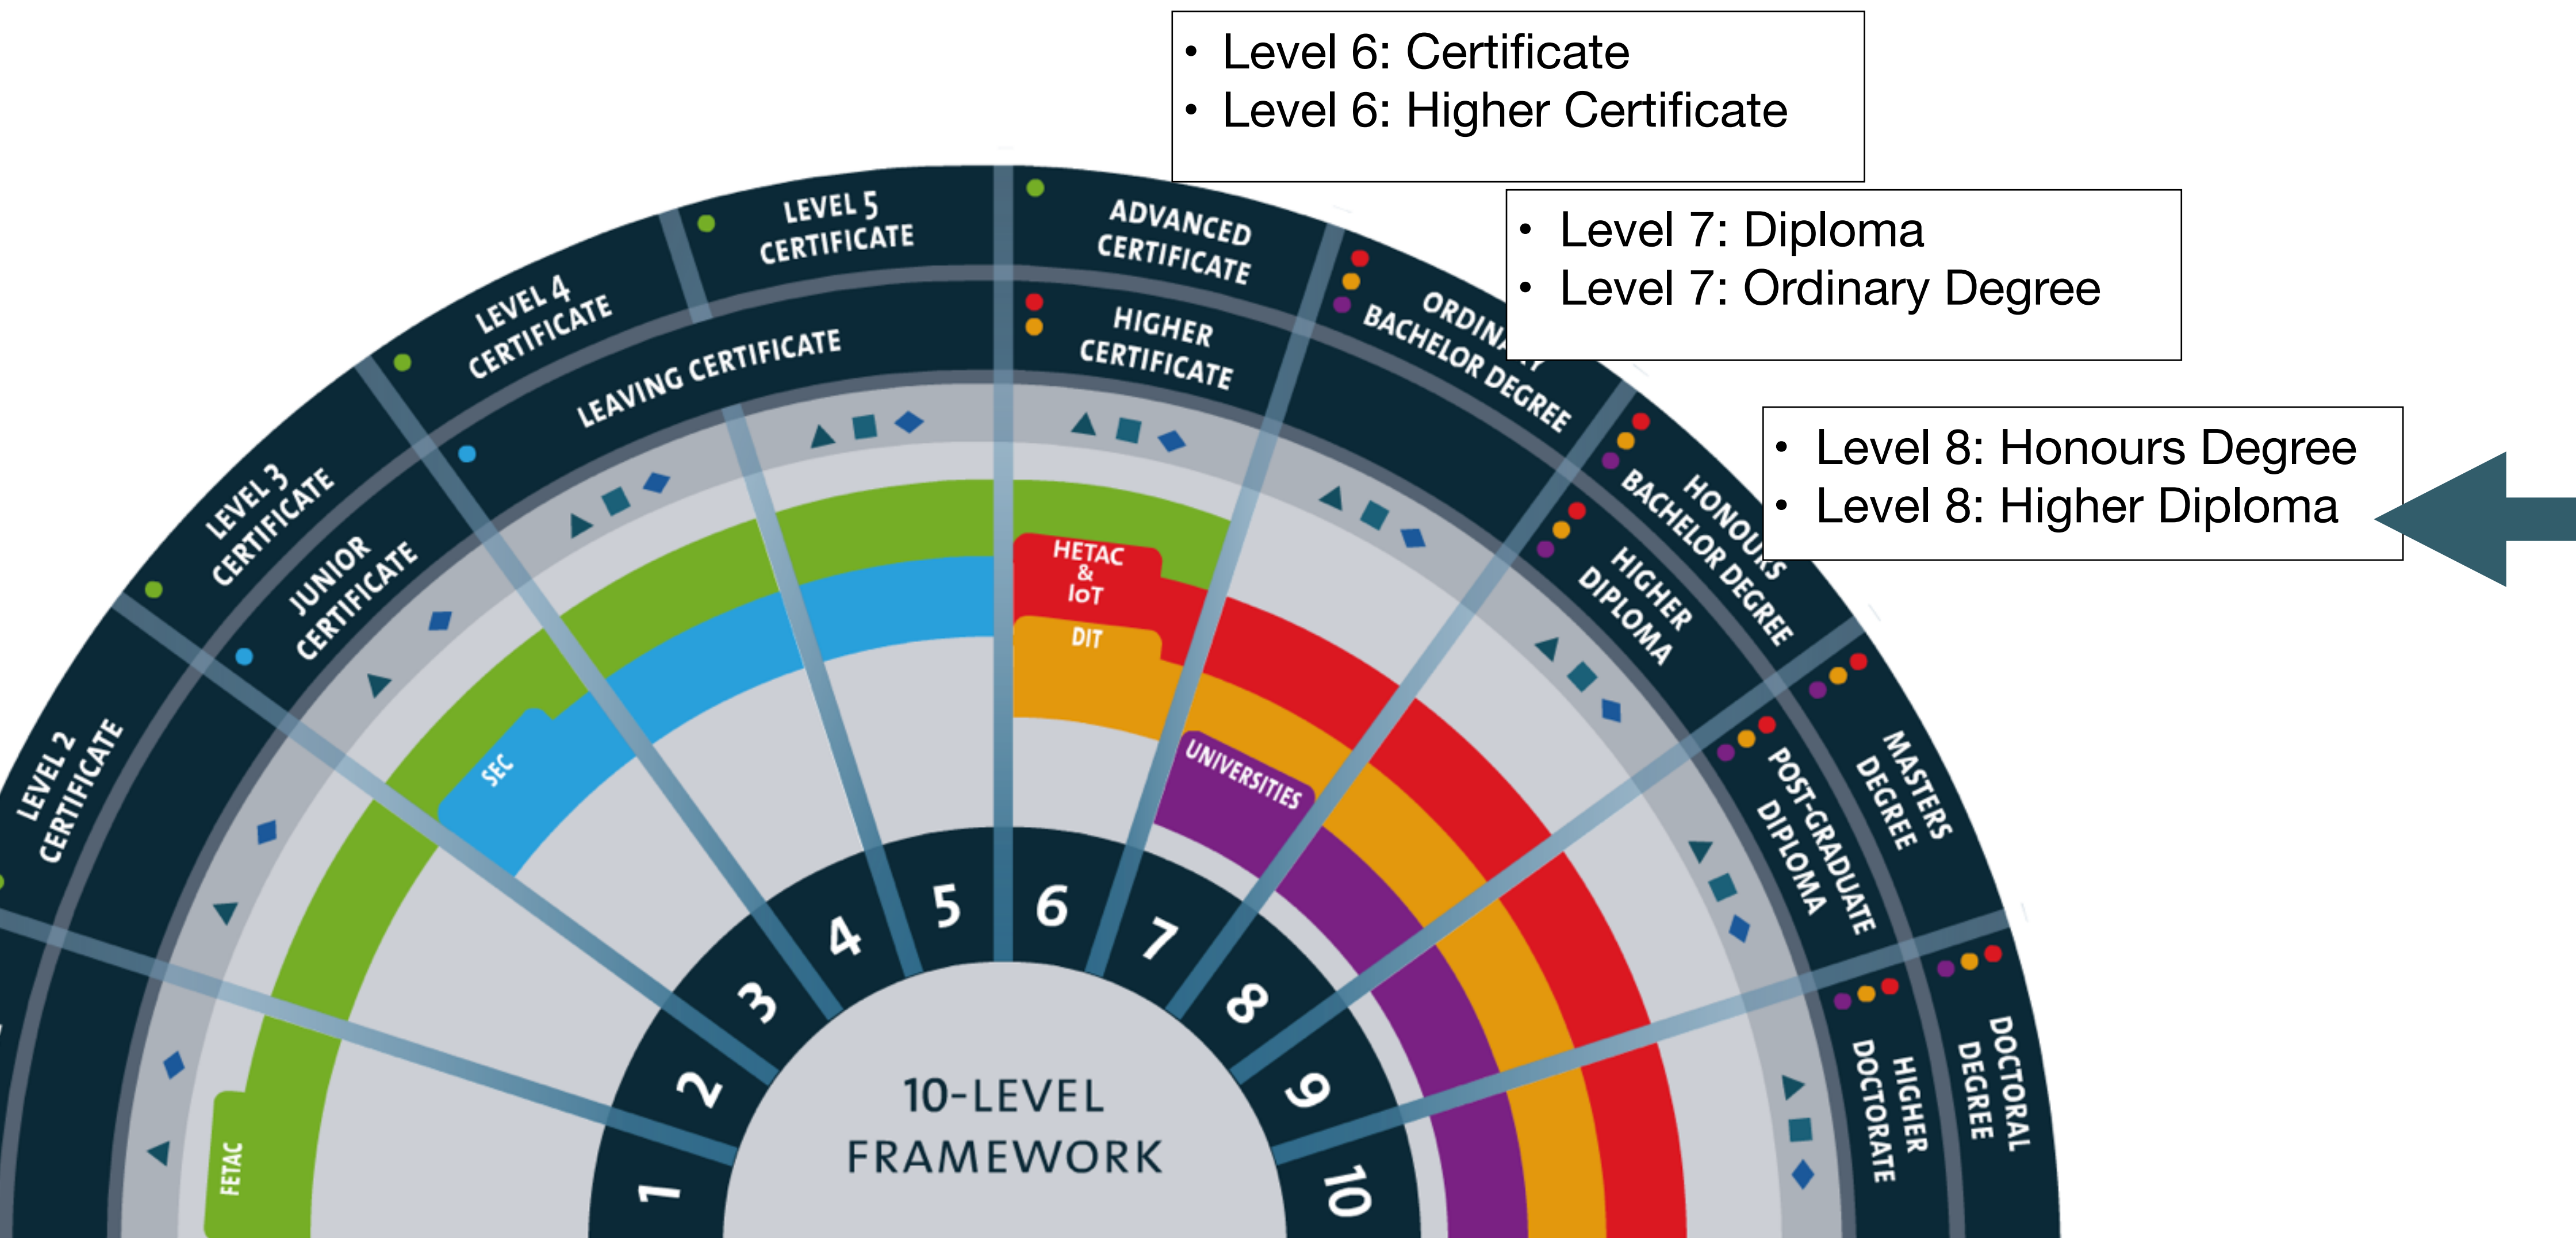 • Level 6: Certificate
• Level 6: Higher Certificate
• Level 7: Diploma
• Level 7: Ordinary Degree
• Level 8: Honours Degree
• Level 8: Higher Diploma
LEVEL 2
CERTIFICATE
LEVEL 3
CERTIFICATE
JUNIOR
CERTIFICATE
LEVEL 4
CERTIFICATE
LEVEL 5
CERTIFICATE
LEAVING CERTIFICATE
ADVANCED
CERTIFICATE
HIGHER
CERTIFICATE
ORDINARY
BACHELOR DEGREE
HONOURS
BACHELOR DEGREE
HIGHER
DIPLOMA
MASTERS
DEGREE
POST-GRADUATE
DIPLOMA
DOCTORAL
DEGREE
HIGHER
DOCTORATE
FETAC
SEC
HETAC
&
IoT
DIT
UNIVERSITIES
1
2
3
4
5
6
7
8
9
10
10-LEVEL
FRAMEWORK